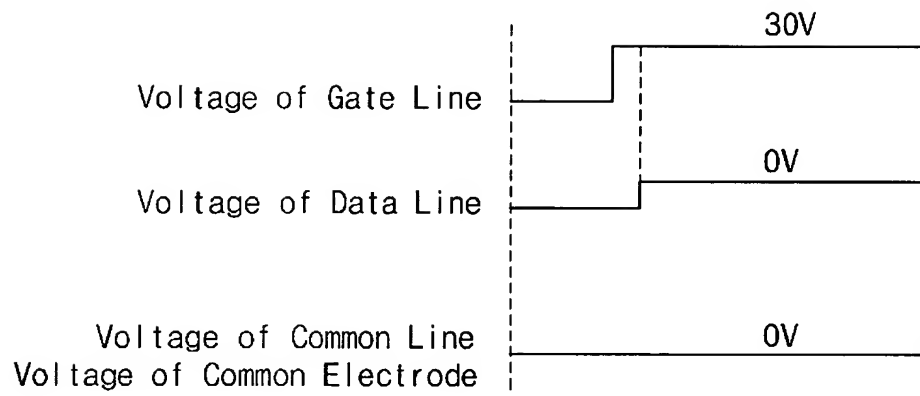 30V
Voltage of Gate Line
0V
Voltage of Data Line
Voltage of Common Line
0V
Voltage of Common Electrode